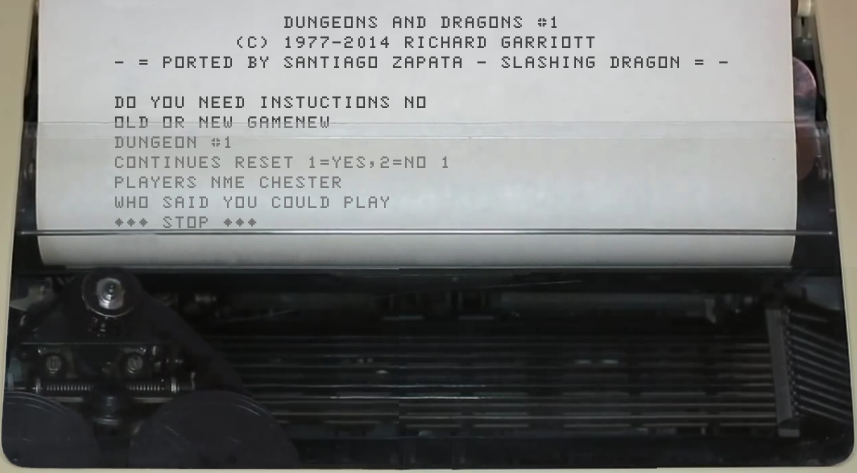 DUNGEONS AND DRAGONS #1
(C) 1977-2014 RICHARD GARRIOTT
- = PORTED BY SANTIAGO ZAPATA - SLASHING DRAGON = -
DO YOU NEED INSTUCTIONS NO
OLD OR NEW GAMENEW
DUNGEON #1
CONTINUES RESET 1=YES,2=NO 1
PLAYERS NME CHESTER
WHO SAID YOU COULD PLAY
*** STOP ***